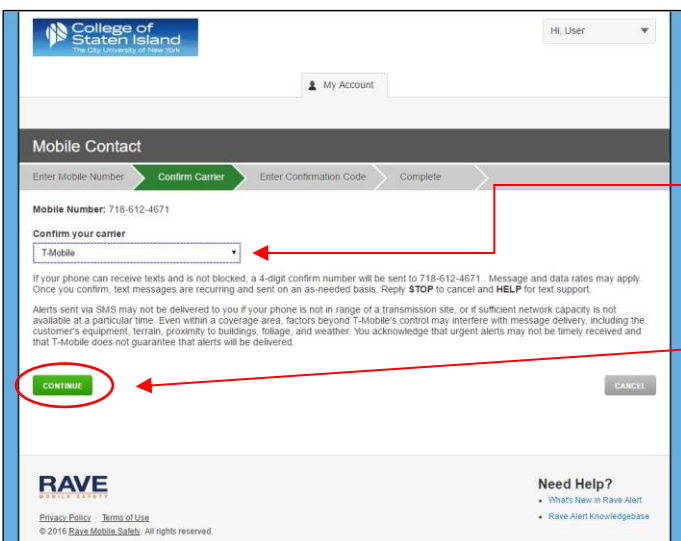 College of
Staten Island
The City University of New York
Hi, User
My Account
Mobile Contact
Enter Mobile Number Confirm Carrier Enter Confirmation Code Complete
Mobile Number: 718-612-4671
Confirm your carrier
T-Mobile
If your phone can receive texts and is not blocked, a 4-digit confirm number will be sent to 718-612-4671 . Message and data rates may apply.
Once you confirm, text messages are recurring and sent on an as-needed basis. Reply STOP to cancel and HELP for text support.
Alerts sent via SMS may not be delivered to you if your phone is not in range of a transmission site, or if sufficient network capacity is not
available at a particular time. Even within a coverage area, factors beyond T-Mobile's control may interfere with message delivery, including the
customer's equipment, terrain, proximity to buildings, foliage, and weather. You acknowledge that urgent alerts may not be timely received and
that T-Mobile does not guarantee that alerts will be delivered.
CONTINUE CANCEL
RAVE
MOBILE SAFETY
Need Help?
What's New in Rave Alert
Rave Alert Knowledgebase
Privacy Policy - Terms of Use
© 2016 Rave Mobile Safety. All rights reserved.